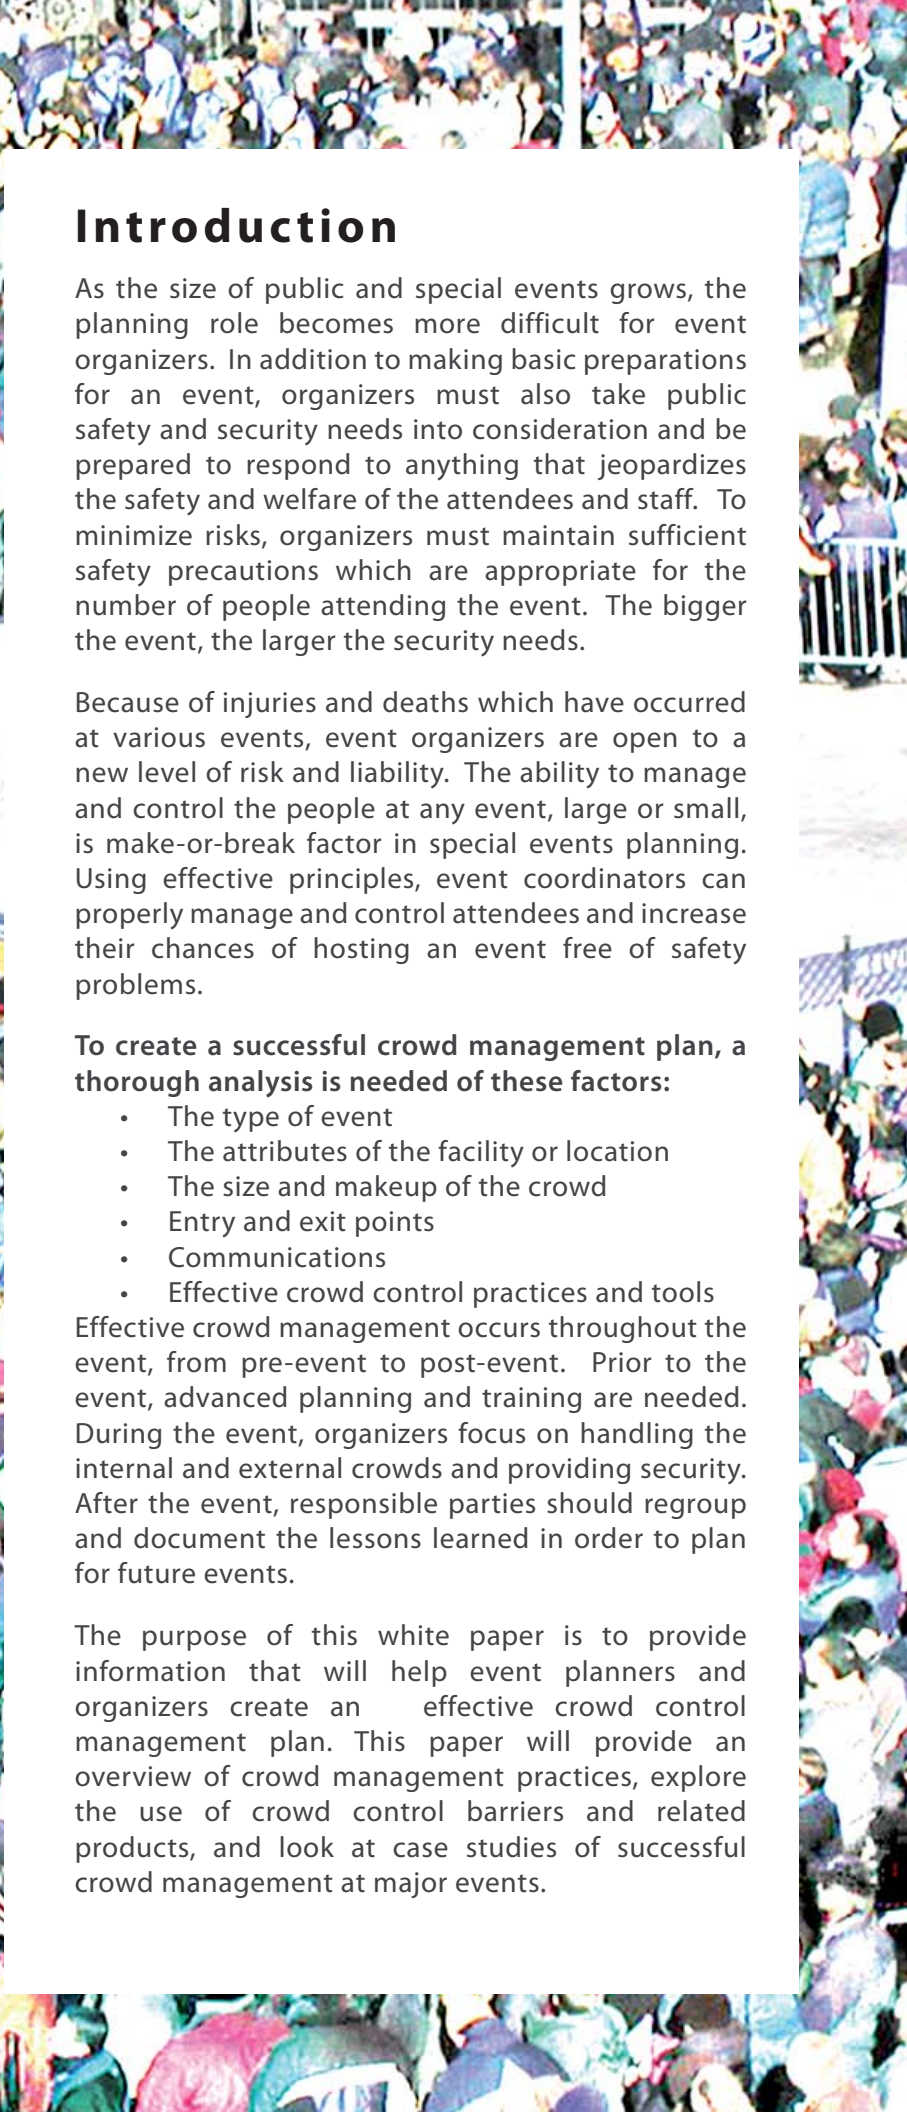 Introduction
As the size of public and special events grows, the
planning role becomes more difficult for event
organizers. In addition to making basic preparations
for an event, organizers must also take public
safety and security needs into consideration and be
prepared to respond to anything that jeopardizes
the safety and welfare of the attendees and staff. To
minimize risks, organizers must maintain sufficient
safety precautions which are appropriate for the
number of people attending the event. The bigger
the event, the larger the security needs.
Because of injuries and deaths which have occurred
at various events, event organizers are open to a
new level of risk and liability. The ability to manage
and control the people at any event, large or small,
is make-or-break factor in special events planning.
Using effective principles, event coordinators can
properly manage and control attendees and increase
their chances of hosting an event free of safety
problems.
To create a successful crowd management plan, a
thorough analysis is needed of these factors:
• The type of event
• The attributes of the facility or location
• The size and makeup of the crowd
• Entry and exit points
• Communications
• Effective crowd control practices and tools
Effective crowd management occurs throughout the
event, from pre-event to post-event. Prior to the
event, advanced planning and training are needed.
During the event, organizers focus on handling the
internal and external crowds and providing security.
After the event, responsible parties should regroup
and document the lessons learned in order to plan
for future events.
The purpose of this white paper is to provide
information that will help event planners and
organizers create an effective crowd control
management plan. This paper will provide an
overview of crowd management practices, explore
the use of crowd control barriers and related
products, and look at case studies of successful
crowd management at major events.